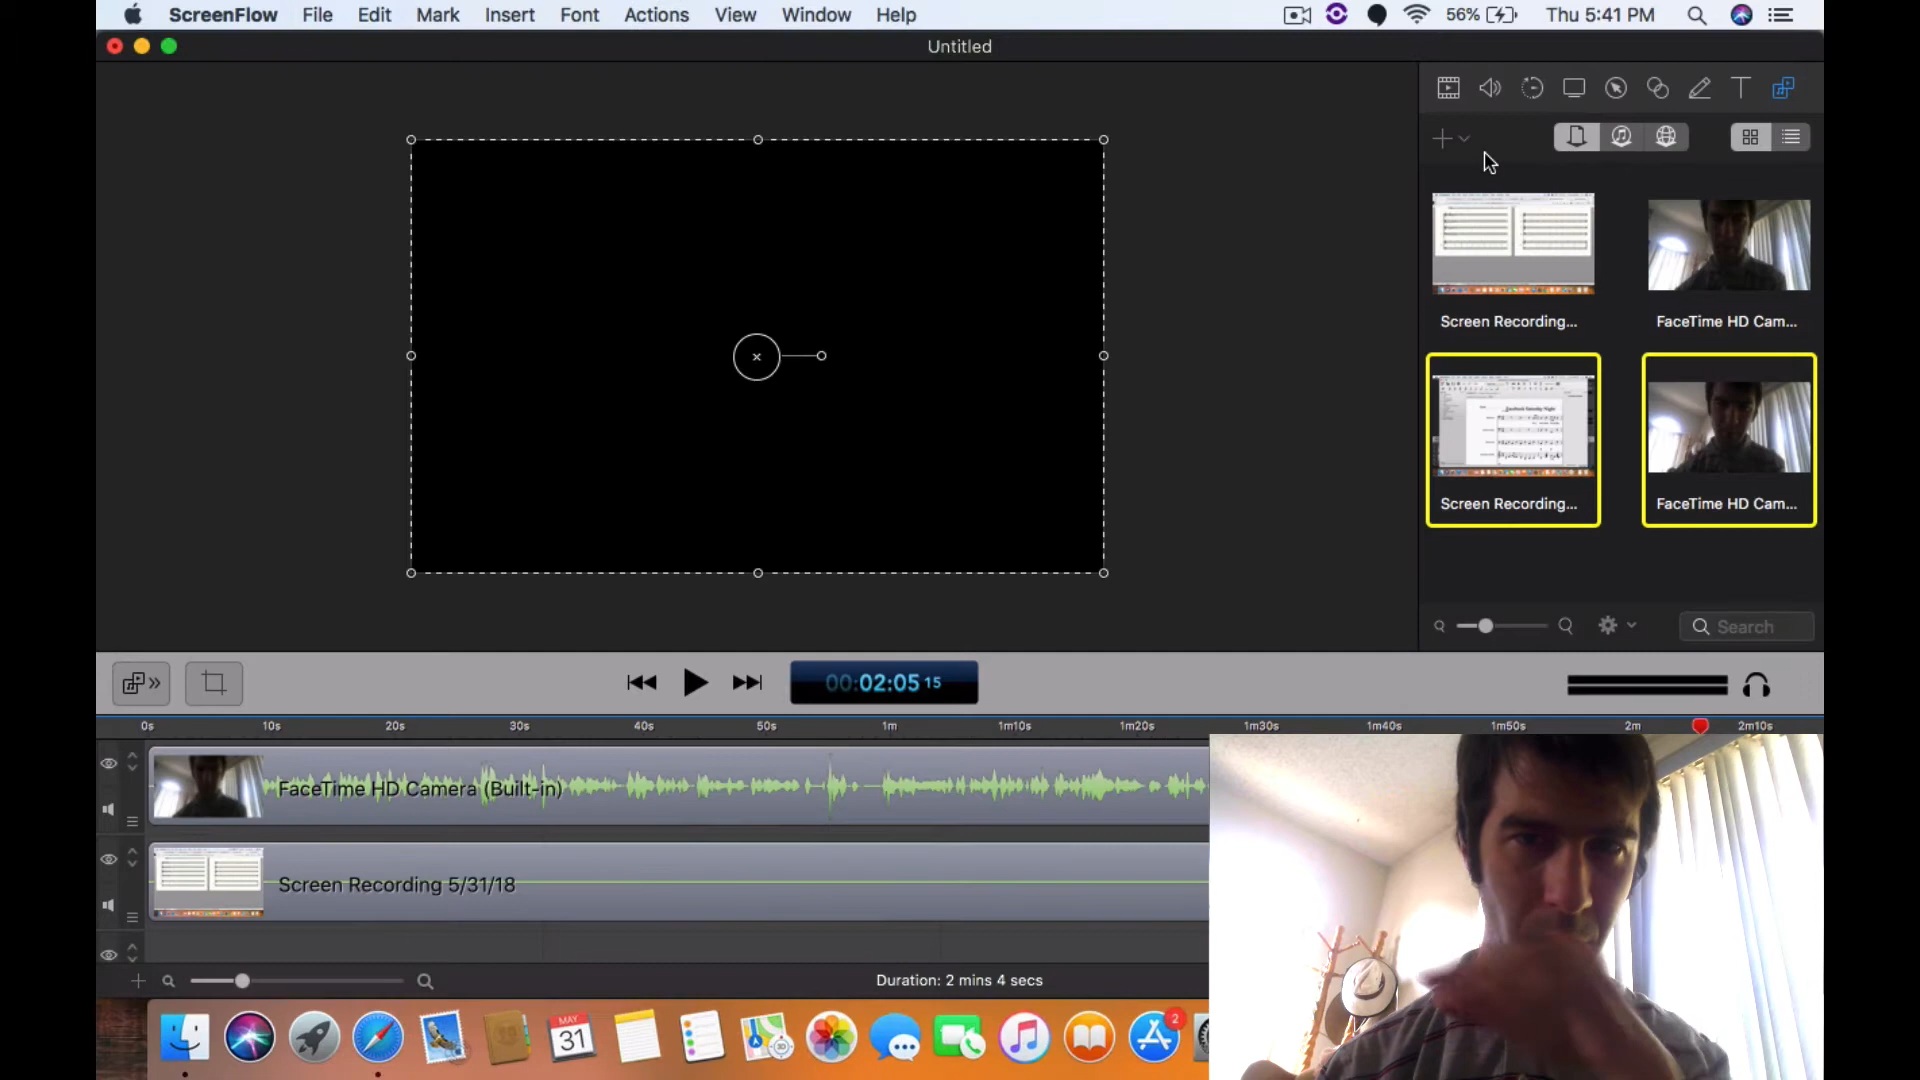 ScreenFlow File Edit Mark Insert Font Actions View Window Help 56% Thu 5:41 PM
Untitled
Screen Recording... FaceTime HD Cam...
Screen Recording... FaceTime HD Cam...
Search
00:02:05 15
0s 10s 20s 30s 40s 50s 1m 1m10s 1m20s 1m30s 1m40s 1m50s 2m 2m10s
FaceTime HD Camera (Built-in)
Screen Recording 5/31/18
Duration: 2 mins 4 secs
MAY
31
2